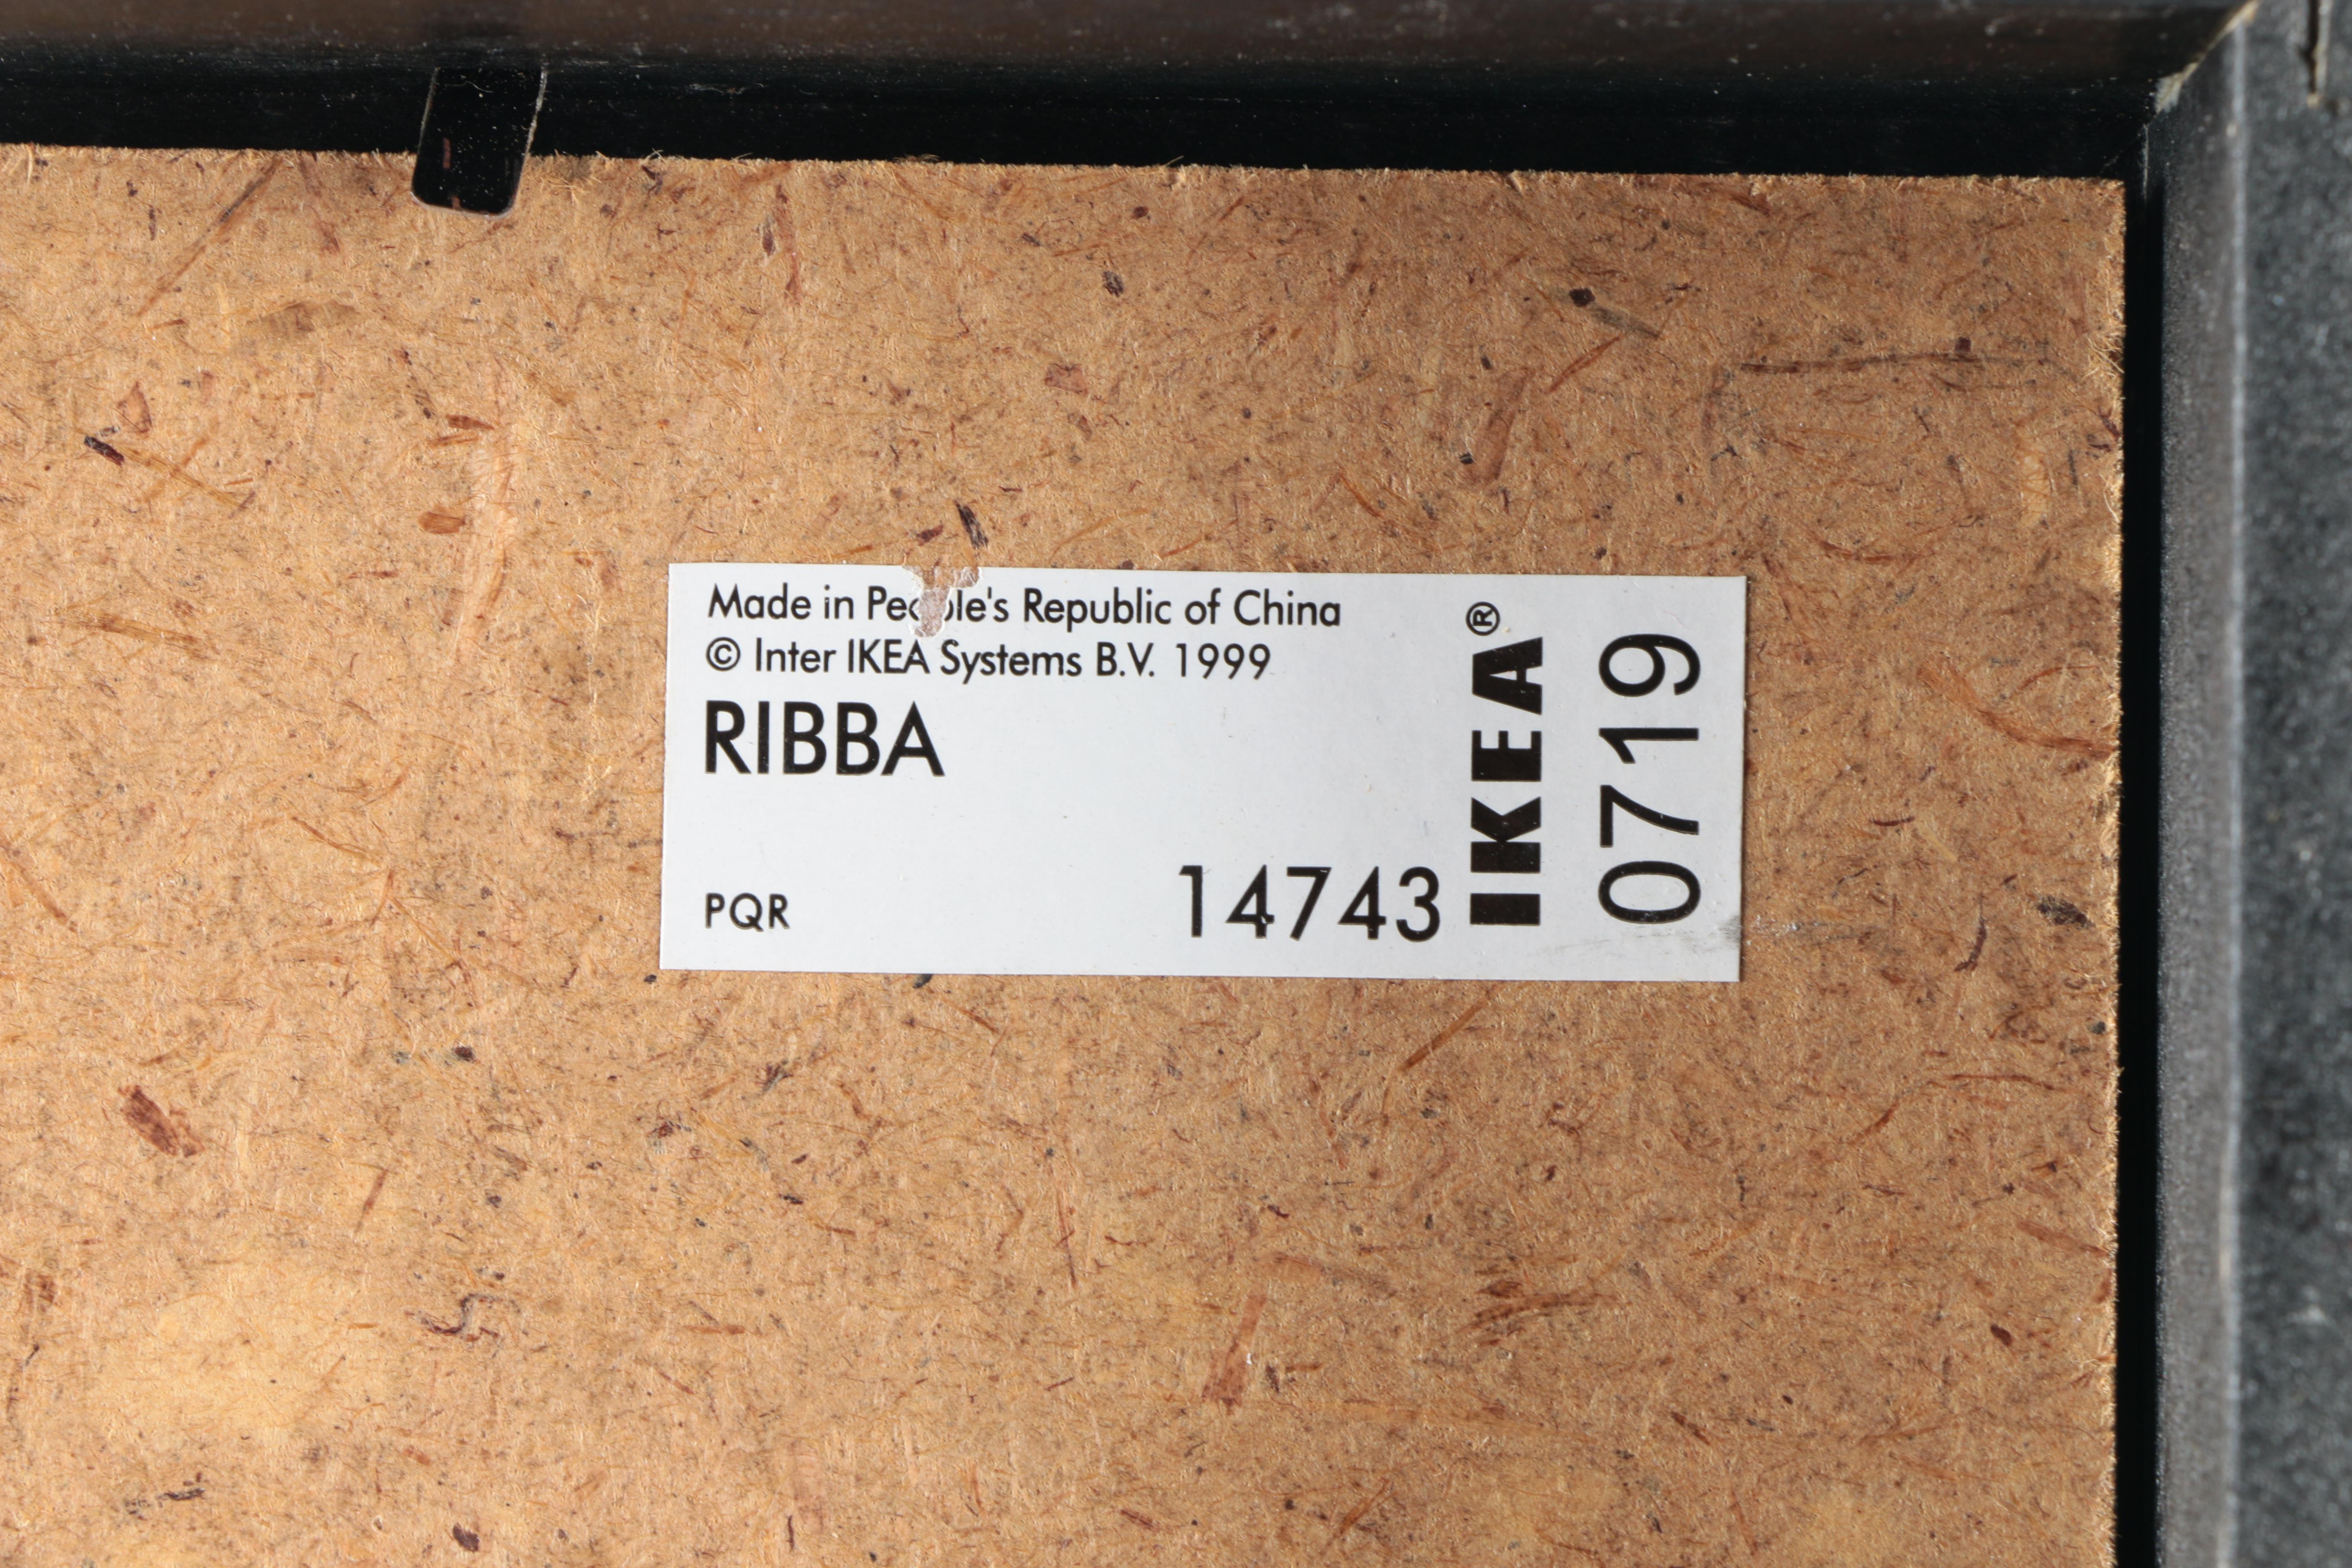 Made in People's Republic of China
© Inter IKEA Systems B.V. 1999
RIBBA
PQR
14743
IKEA®
0719